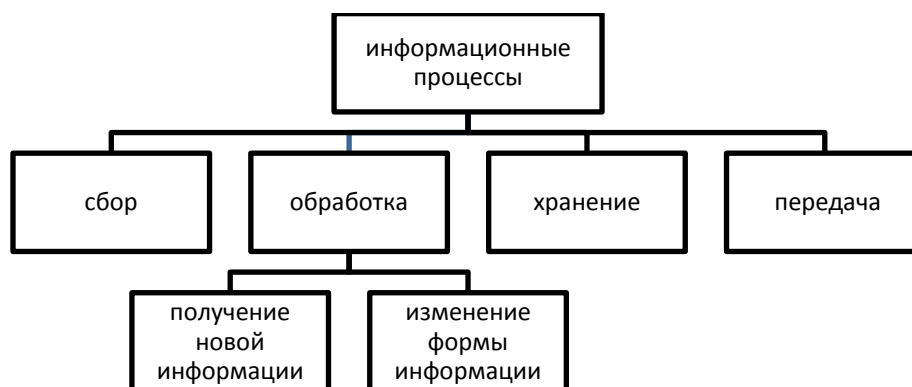 информационные
процессы
сбор
обработка
хранение
передача
получение
новой
информации
изменение
формы
информации